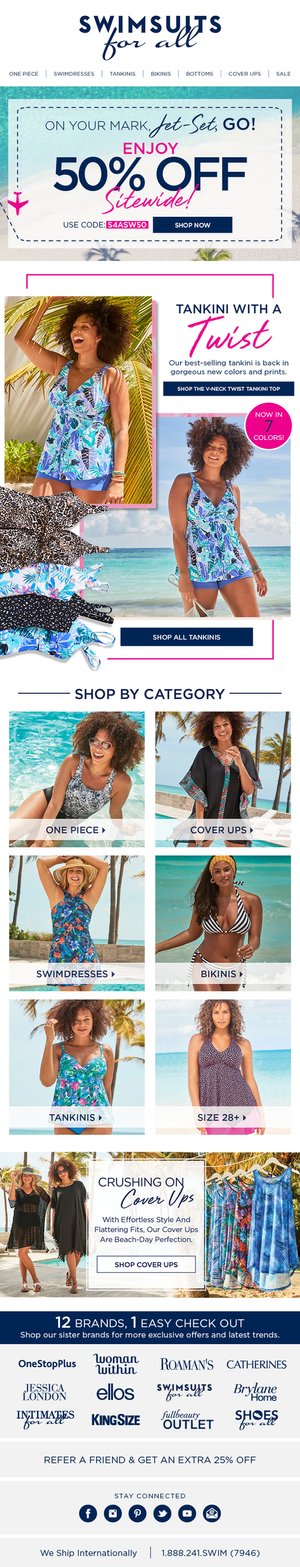 SWIMSUITS
for all
ONE PIECE | SWIMDRESSES | TANKINIS | BIKINIS | BOTTOMS | COVER UPS | SALE
ON YOUR MARK, Jet-Set, GO!
ENJOY
50% OFF
Sitewide!
USE CODE: S4ASW50 SHOP NOW
TANKINI WITH A
Twist
Our best-selling tankini is back in
gorgeous new colors and prints.
SHOP THE V-NECK TWIST TANKINI TOP
NOW IN
7
COLORS!
SHOP ALL TANKINIS
SHOP BY CATEGORY
ONE PIECE
COVER UPS
SWIMDRESSES
BIKINIS
TANKINIS
SIZE 28+
CRUSHING ON
Cover Ups
With Effortless Style And
Flattering Fits, Our Cover Ups
Are Beach-Day Perfection.
SHOP COVER UPS
12 BRANDS, 1 EASY CHECK OUT
Shop our sister brands for more exclusive offers and latest trends.
OneStopPlus
woman
within
ROAMAN'S
CATHERINES
JESSICA
LONDON
ellos
SWIMSUITS
for all
Brylane
Home
INTIMATES
for all
KINGSIZE
fullbeauty
OUTLET
SHOES
for all
REFER A FRIEND & GET AN EXTRA 25% OFF
STAY CONNECTED
We Ship Internationally | 1.888.241.SWIM (7946)